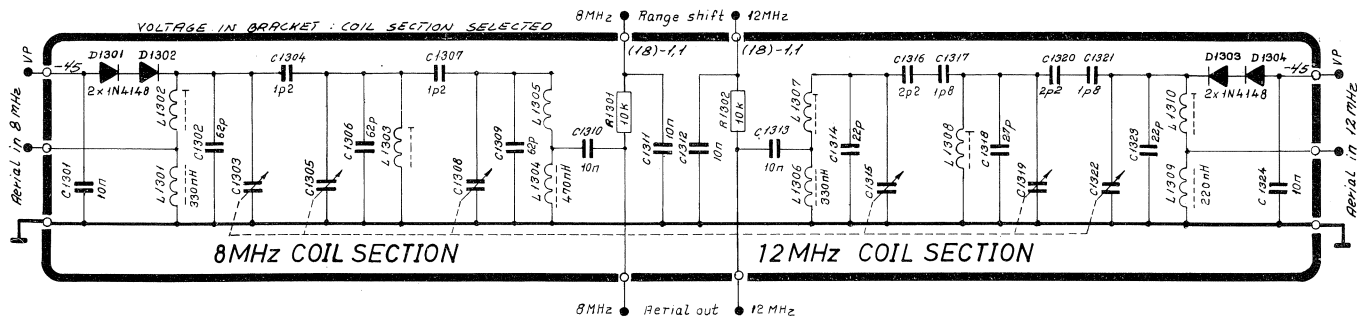 VOLTAGE IN BRACKET : COIL SECTION SELECTED
8MHz Range shift 12MHz
(18)-1,1
(18)-1,1
VP
-45
D1301
D1302
2x1N4148
C1304
1p2
C1307
1p2
L1302
C1302
62p
C1306
62p
L1303
C1309
62p
L1305
C1310
10n
R1301
10k
C1311
10n
C1312
10n
R1302
10k
C1313
10n
L1307
C1314
22p
C1316
2p2
C1317
1p8
L1308
C1318
27p
C1320
2p2
C1321
1p8
C1323
22p
D1303
D1304
2x1N4148
-45
VP
L1310
Aerial in 8MHz
C1301
10n
L1301
330nH
C1303
C1305
C1308
L1304
470nH
L1306
330nH
C1315
C1319
C1322
L1309
220nH
C1324
10n
Aerial in 12MHz
8MHz COIL SECTION
12MHz COIL SECTION
8MHz Aerial out 12MHz